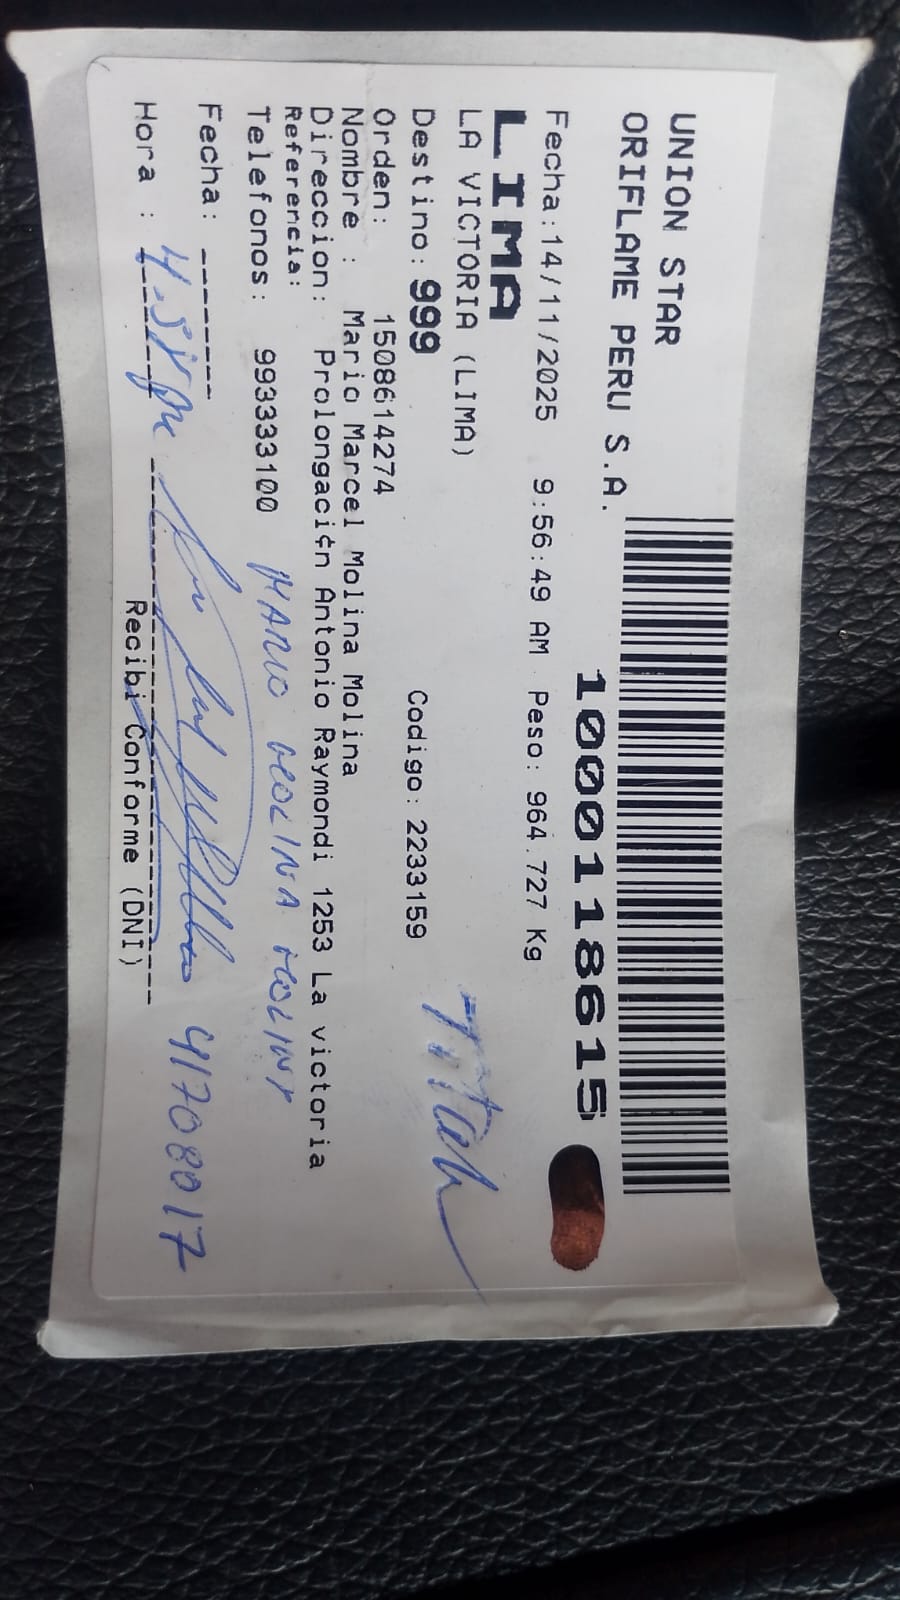 UNION STAR
ORIFLAME PERU S.A.
1000118615
Fecha:14/11/2025 9:56:49 AM Peso: 964.727 Kg
LIMA
LA VICTORIA (LIMA)
Destino: 999 Codigo: 2233159
Orden: 1508614274
Nombre : Mario Marcel Molina Molina
Direccion: Prolongaci¢n Antonio Raymondi 1253 La victoria
Referencia:
Telefonos: 993333100
MARIO MOLINA MOLINA
Fecha:
41708017
Hora :
Recibi Conforme (DNI)